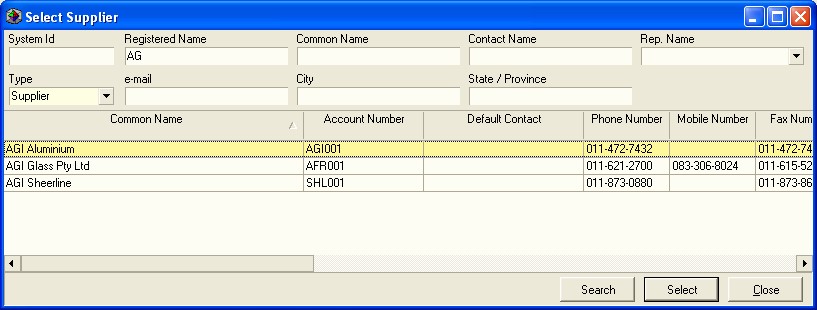 Select Supplier
System Id Registered Name Common Name Contact Name Rep. Name
AG
Type e-mail City State / Province
Supplier
Common Name Account Number Default Contact Phone Number Mobile Number Fax Num
AGI Aluminium AGI001 011-472-7432 011-472-74
AGI Glass Pty Ltd AFR001 011-621-2700 083-306-8024 011-615-52
AGI Sheerline SHL001 011-873-0880 011-873-86
Search Select Close